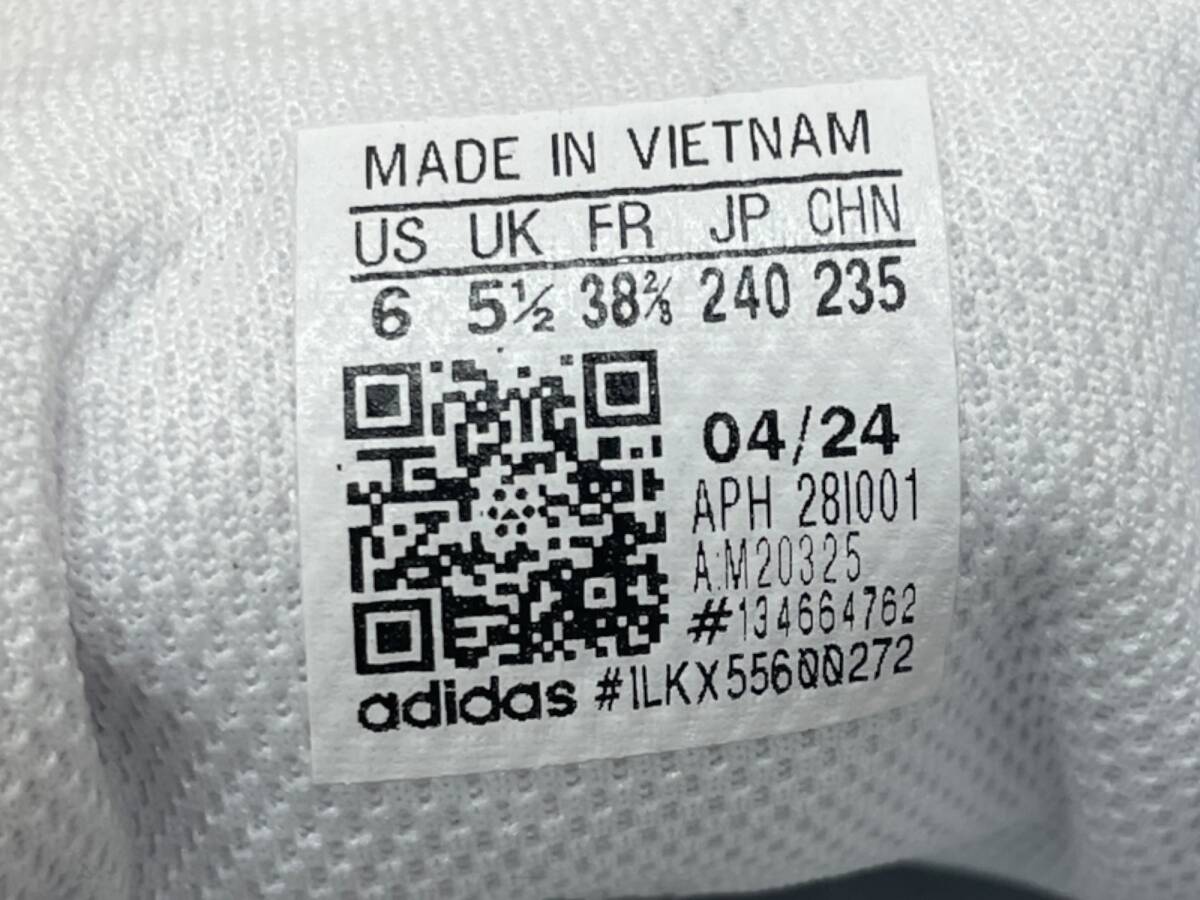 MADE IN VIETNAM
US UK FR JP CHN
6 5½ 38⅔ 240 235
04/24
APH 28I001
A:M20325
#134664762
adidas #1LKX55600272